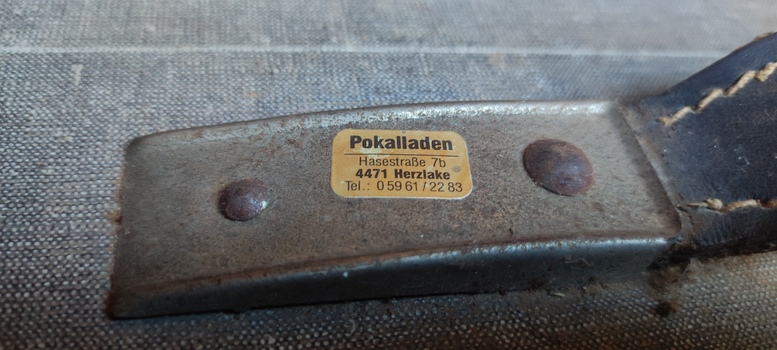 Pokalladen
Hasestraße 7b
4471 Herzlake
Tel.: 0 59 61 / 22 83